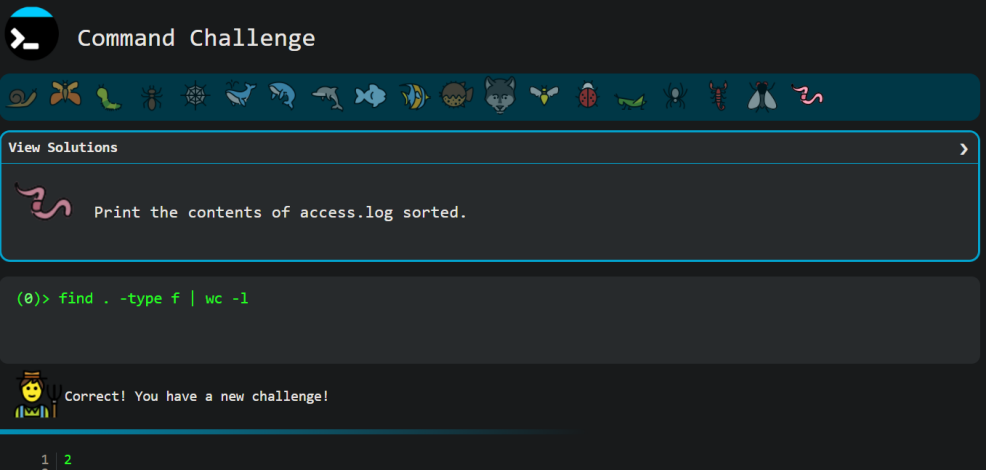 Command Challenge
View Solutions
Print the contents of access.log sorted.
(0)> find . -type f | wc -l
Correct! You have a new challenge!
1 2